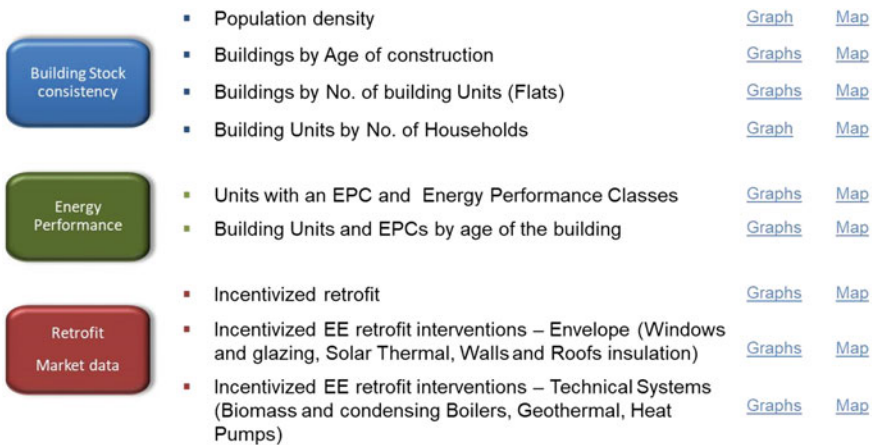 Building Stock
consistency
Population density Graph Map
Buildings by Age of construction Graphs Map
Buildings by No. of building Units (Flats) Graphs Map
Building Units by No. of Households Graph Map
Energy
Performance
Units with an EPC and Energy Performance Classes Graphs Map
Building Units and EPCs by age of the building Graphs Map
Retrofit
Market data
Incentivized retrofit Graphs Map
Incentivized EE retrofit interventions – Envelope (Windows
and glazing, Solar Thermal, Walls and Roofs insulation) Graphs Map
Incentivized EE retrofit interventions – Technical Systems
(Biomass and condensing Boilers, Geothermal, Heat Graphs Map
Pumps)